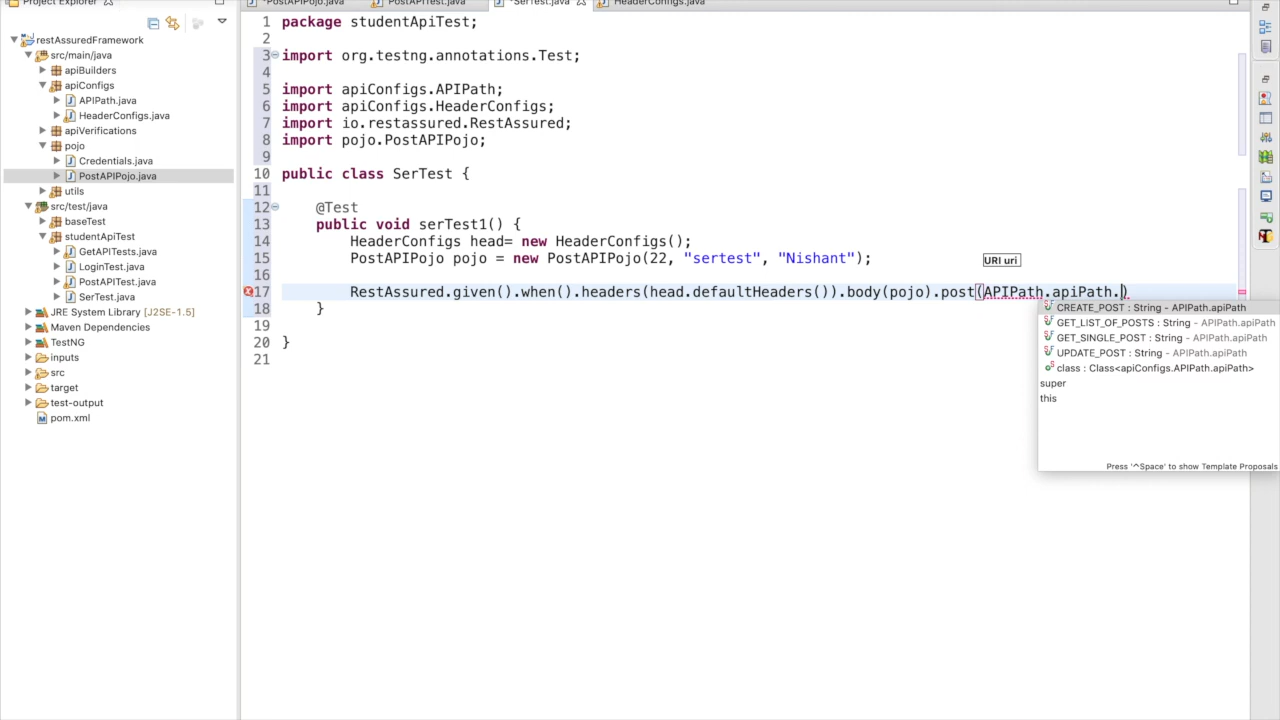 Project Explorer
*PostAPIPojo.java
PostAPITest.java
*SerTest.java
HeaderConfigs.java
restAssuredFramework
src/main/java
apiBuilders
apiConfigs
APIPath.java
HeaderConfigs.java
apiVerifications
pojo
Credentials.java
PostAPIPojo.java
utils
src/test/java
baseTest
studentApiTest
GetAPITests.java
LoginTest.java
PostAPITest.java
SerTest.java
JRE System Library [J2SE-1.5]
Maven Dependencies
TestNG
inputs
src
target
test-output
pom.xml
1 package studentApiTest;
2
3 import org.testng.annotations.Test;
4
5 import apiConfigs.APIPath;
6 import apiConfigs.HeaderConfigs;
7 import io.restassured.RestAssured;
8 import pojo.PostAPIPojo;
9
10 public class SerTest {
11
12 @Test
13 public void serTest1() {
14 HeaderConfigs head= new HeaderConfigs();
15 PostAPIPojo pojo = new PostAPIPojo(22, "sertest", "Nishant");
URI uri
16
17 RestAssured.given().when().headers(head.defaultHeaders()).body(pojo).post(APIPath.apiPath.)
18 }
19
20 }
21
CREATE_POST : String - APIPath.apiPath
GET_LIST_OF_POSTS : String - APIPath.apiPath
GET_SINGLE_POST : String - APIPath.apiPath
UPDATE_POST : String - APIPath.apiPath
class : Class<apiConfigs.APIPath.apiPath>
super
this
Press '^Space' to show Template Proposals